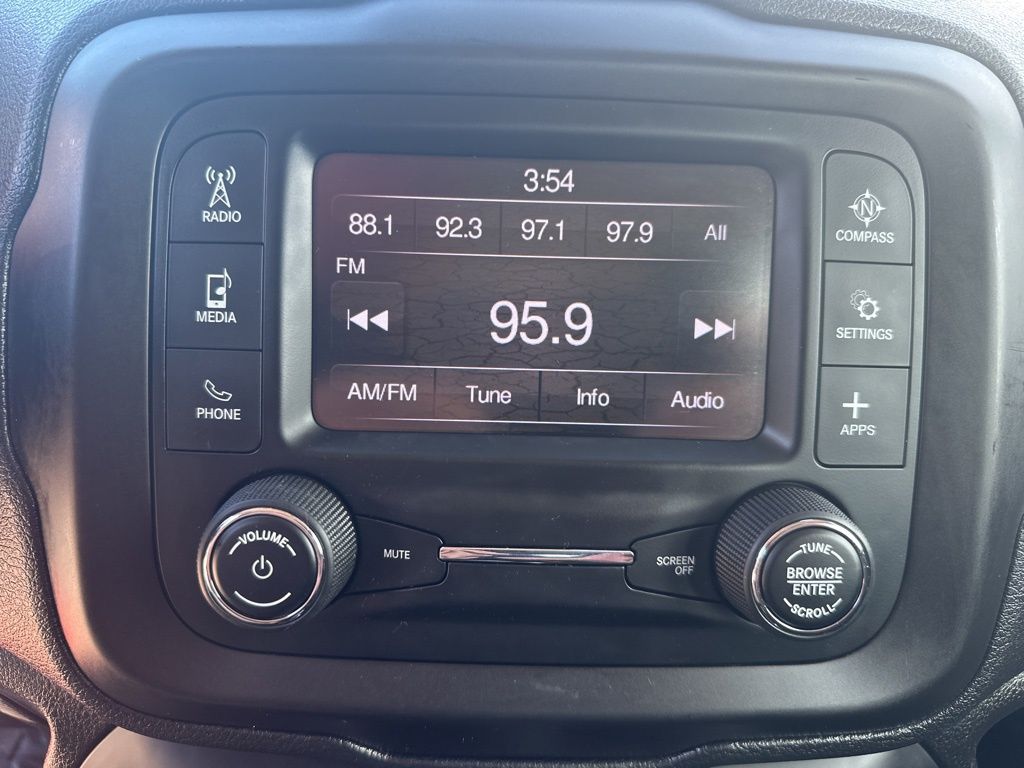 3:54
88.1 92.3 97.1 97.9 All
FM
95.9
AM/FM Tune Info Audio
RADIO
MEDIA
PHONE
N
COMPASS
SETTINGS
APPS
VOLUME
MUTE
SCREEN
OFF
TUNE
BROWSE
ENTER
SCROLL